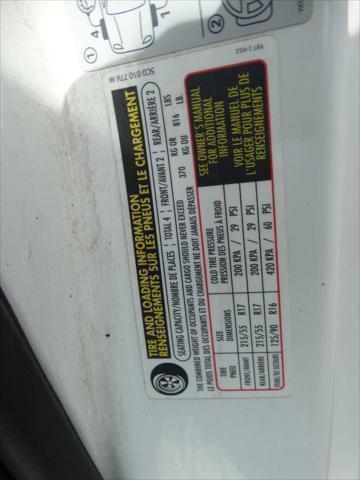 TIRE AND LOADING INFORMATION
RENSEIGNEMENTS SUR LES PNEUS ET LE CHARGEMENT
SEATING CAPACITY/NOMBRE DE PLACES | TOTAL 4 | FRONT/AVANT 2 | REAR/ARRIÈRE 2
THE COMBINED WEIGHT OF OCCUPANTS AND CARGO SHOULD NEVER EXCEED 370 KG OR 816 LBS
LE POIDS TOTAL DES OCCUPANTS ET DU CHARGEMENT NE DOIT JAMAIS DÉPASSER KG OU LB.
TIRE SIZE COLD TIRE PRESSURE
PNEU DIMENSIONS PRESSION DES PNEUS À FROID
FRONT/AVANT 215/55 R17 200 KPA / 29 PSI
REAR/ARRIÈRE 215/55 R17 200 KPA / 29 PSI
125/90 R16 420 KPA 60 PSI
SEE OWNER'S MANUAL
FOR ADDITIONAL
INFORMATION
VOIR LE MANUEL DE
L'USAGER POUR PLUS DE
RENSEIGNEMENTS
5C0 010 776 M
1
2